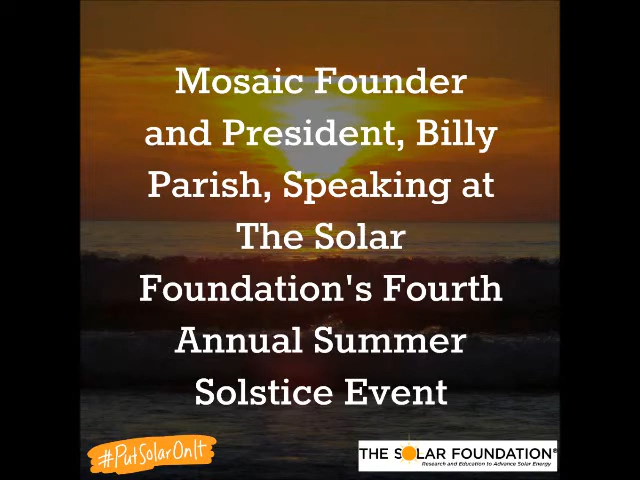 Mosaic Founder
and President, Billy
Parish, Speaking at
The Solar
Foundation's Fourth
Annual Summer
Solstice Event
#PutSolarOnIt
THE SOLAR FOUNDATION®
Research and Education to Advance Solar Energy